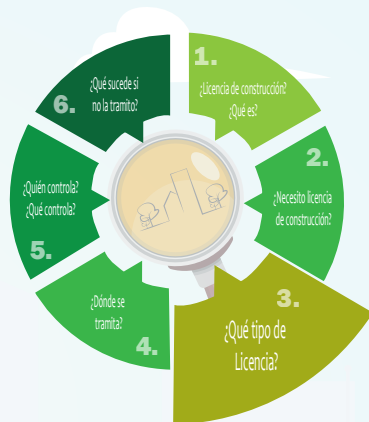 1.
¿Licencia de construcción?
¿Qué es?
2.
¿Necesito licencia
de construcción?
3.
¿Qué tipo de
Licencia?
4.
¿Dónde se
tramita?
5.
¿Quién controla?
¿Qué controla?
6.
¿Qué sucede si
no la tramito?